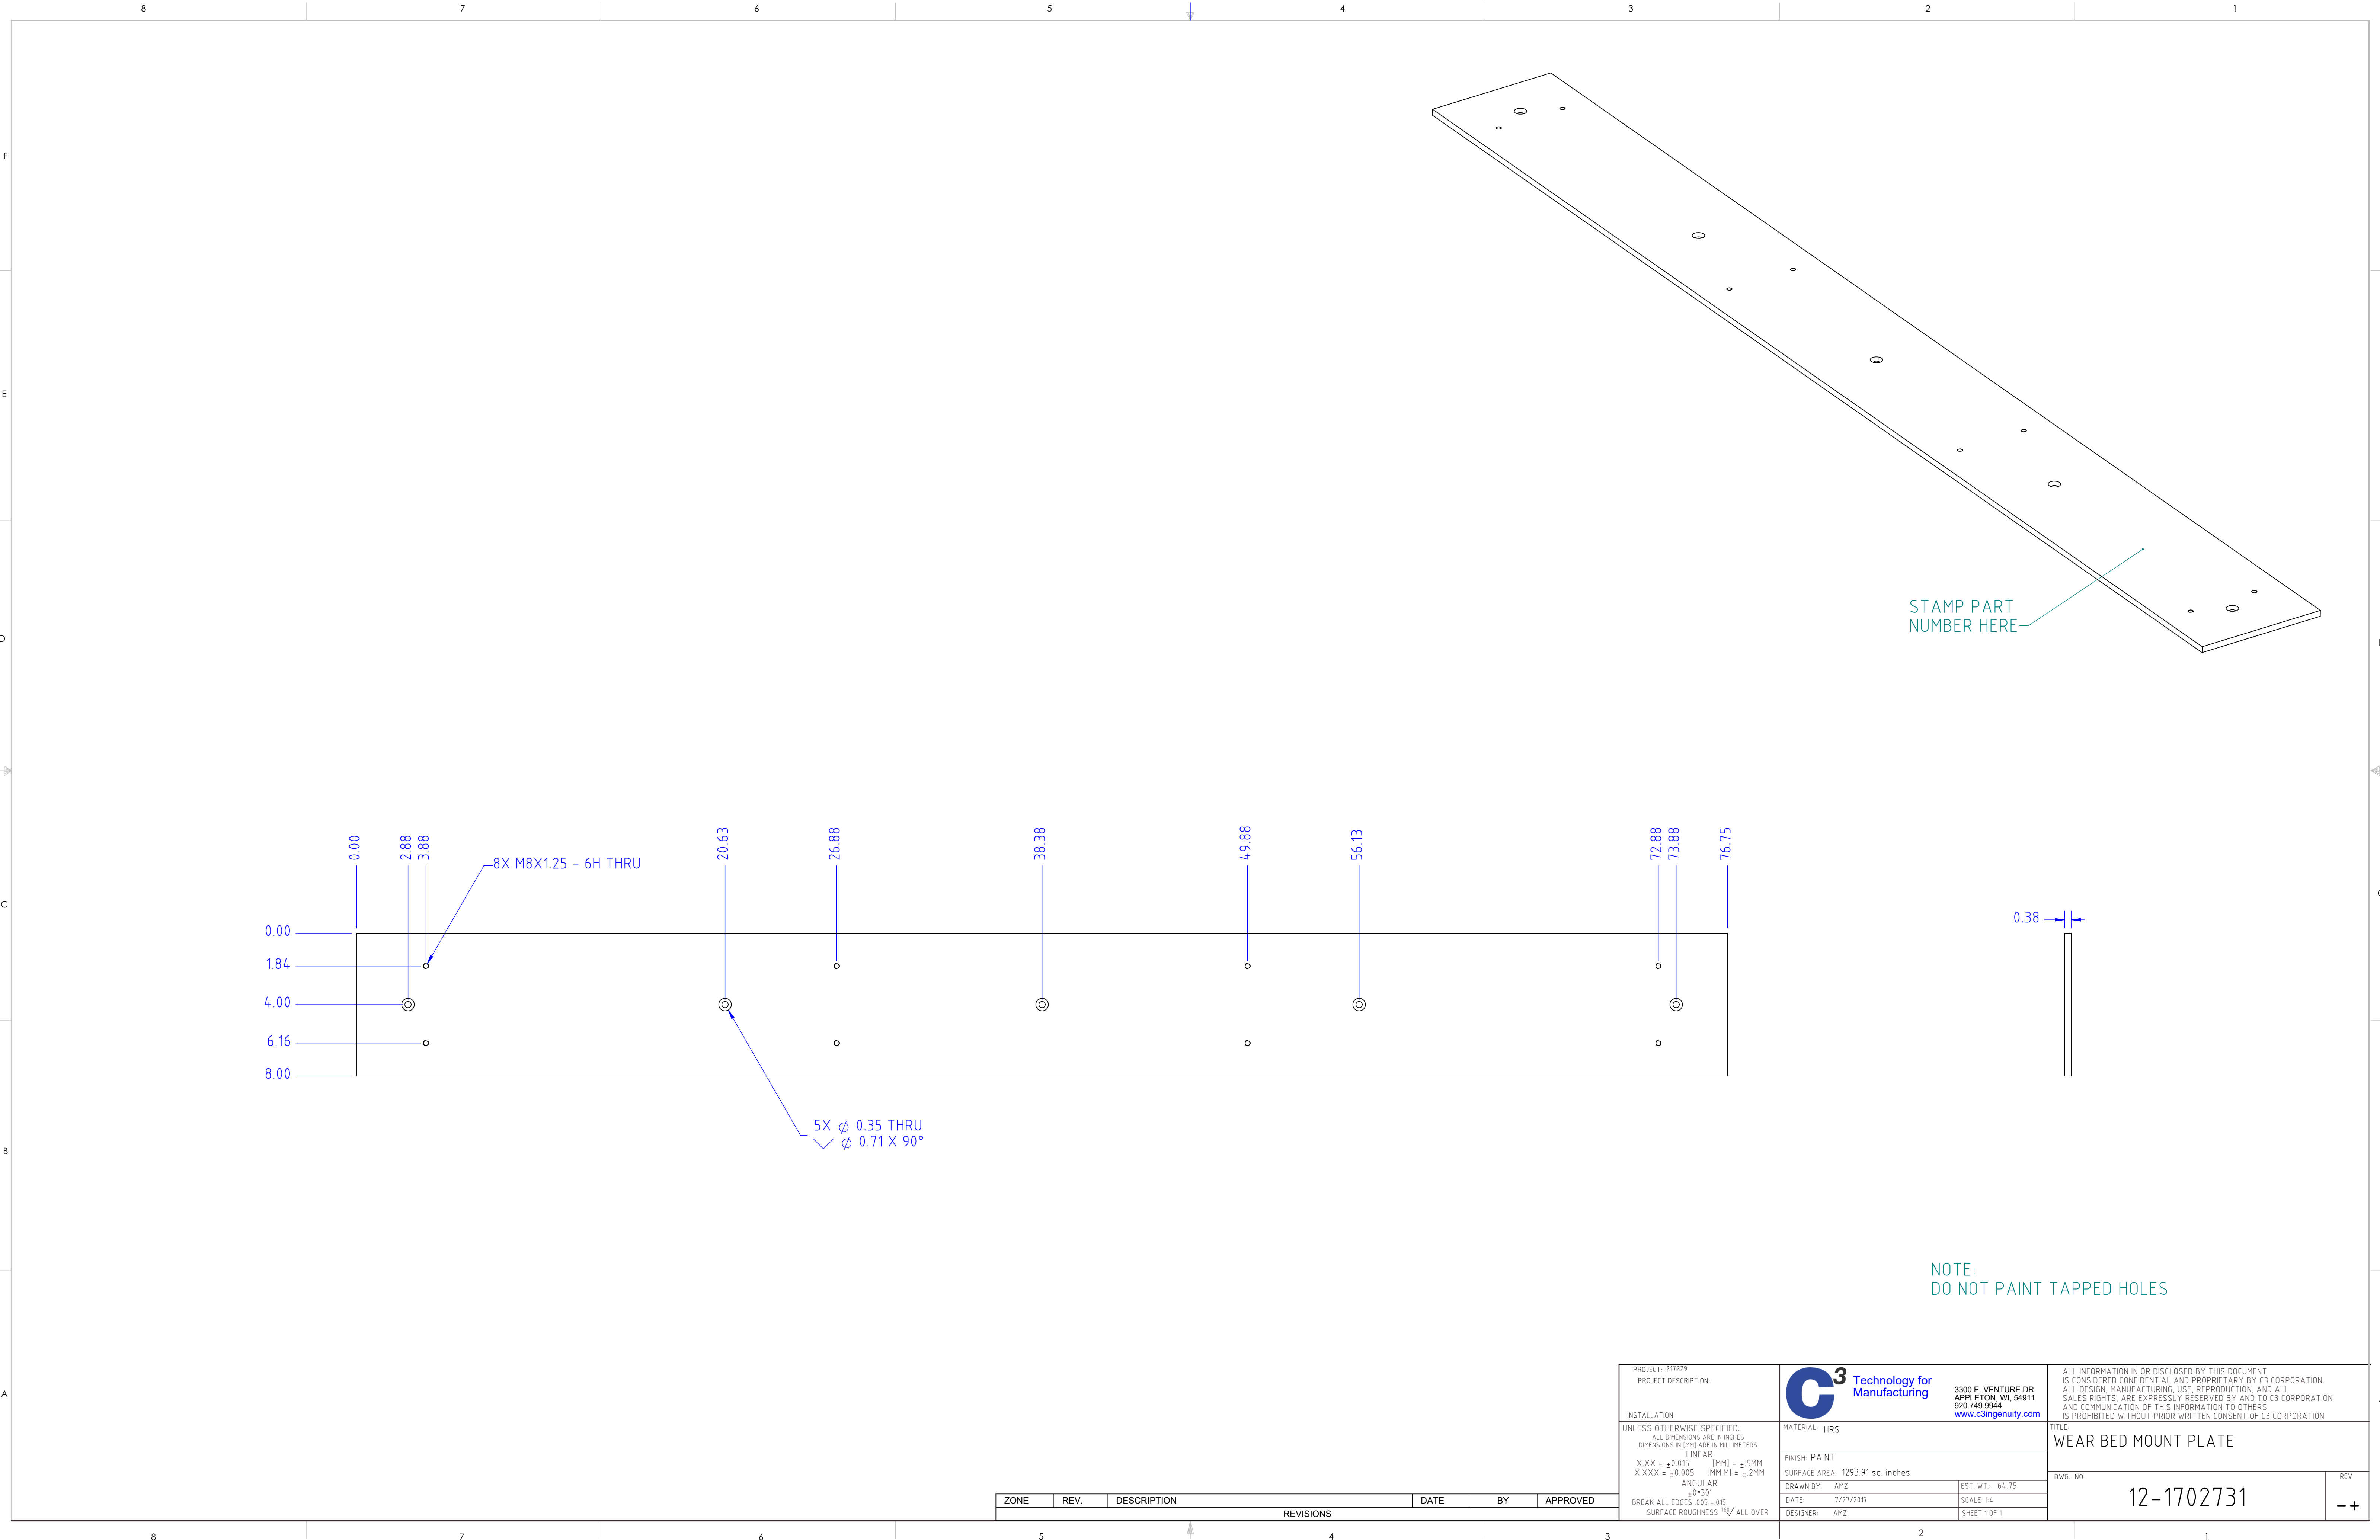 8 7 6 5 4 3 2 1
F
E
D
C
B
A
STAMP PART
NUMBER HERE
0.00
2.88
3.88
20.63
26.88
38.38
49.88
56.13
72.88
73.88
76.75
8X M8X1.25 - 6H THRU
0.00
1.84
4.00
6.16
8.00
0.38
5X ⌀ 0.35 THRU
⌵ ⌀ 0.71 X 90°
NOTE:
DO NOT PAINT TAPPED HOLES
PROJECT: 217229
PROJECT DESCRIPTION:
INSTALLATION:
C3 Technology for
Manufacturing
3300 E. VENTURE DR.
APPLETON, WI, 54911
920.749.9944
www.c3ingenuity.com
ALL INFORMATION IN OR DISCLOSED BY THIS DOCUMENT
IS CONSIDERED CONFIDENTIAL AND PROPRIETARY BY C3 CORPORATION.
ALL DESIGN, MANUFACTURING, USE, REPRODUCTION, AND ALL
SALES RIGHTS, ARE EXPRESSLY RESERVED BY AND TO C3 CORPORATION
AND COMMUNICATION OF THIS INFORMATION TO OTHERS
IS PROHIBITED WITHOUT PRIOR WRITTEN CONSENT OF C3 CORPORATION
UNLESS OTHERWISE SPECIFIED:
ALL DIMENSIONS ARE IN INCHES
DIMENSIONS IN [MM] ARE IN MILLIMETERS
LINEAR
X.XX = ±0.015 [MM] = ±.5MM
X.XXX = ±0.005 [MM.M] = ±.2MM
ANGULAR
±0°30'
BREAK ALL EDGES .005 -.015
SURFACE ROUGHNESS 160 ALL OVER
MATERIAL: HRS
FINISH: PAINT
SURFACE AREA: 1293.91 sq. inches
DRAWN BY: AMZ
EST. WT.: 64.75
DATE: 7/27/2017
SCALE: 1:4
DESIGNER: AMZ
SHEET 1 OF 1
TITLE:
WEAR BED MOUNT PLATE
DWG. NO.
REV
12-1702731
-+
ZONE REV. DESCRIPTION DATE BY APPROVED
REVISIONS
8 7 6 5 4 3 2 1